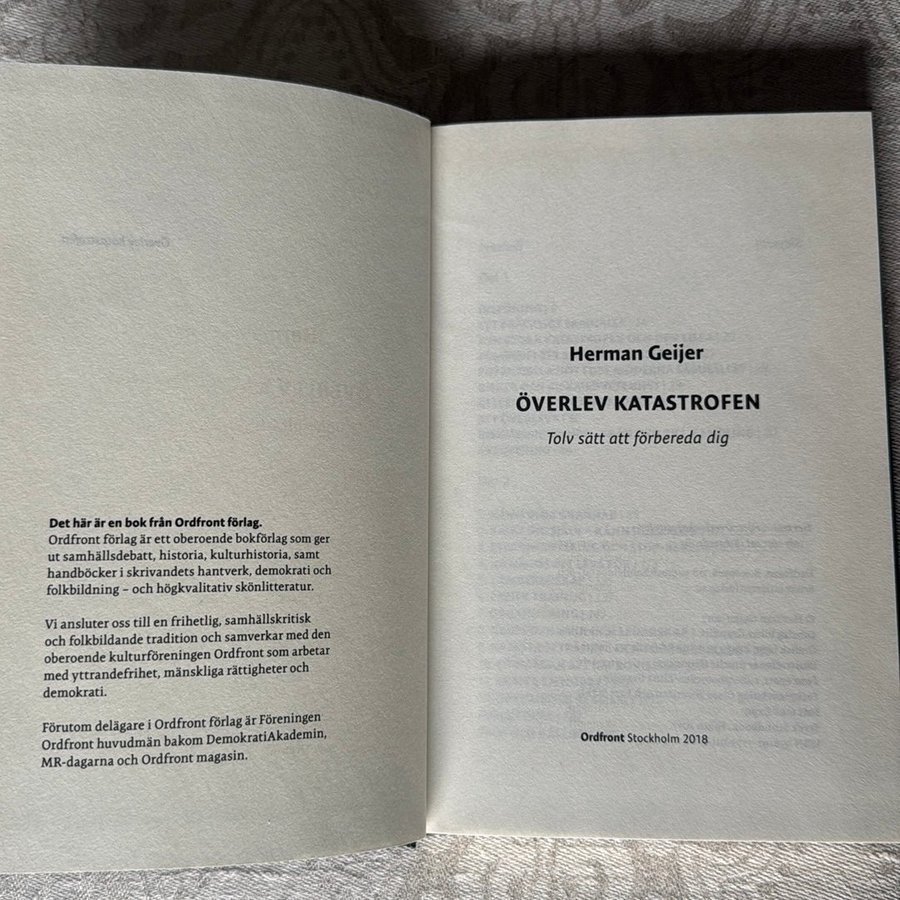 Det här är en bok från Ordfront förlag.
Ordfront förlag är ett oberoende bokförlag som ger
ut samhällsdebatt, historia, kulturhistoria, samt
handböcker i skrivandets hantverk, demokrati och
folkbildning – och högkvalitativ skönlitteratur.
Vi ansluter oss till en frihetlig, samhällskritisk
och folkbildande tradition och samverkar med den
oberoende kulturföreningen Ordfront som arbetar
med yttrandefrihet, mänskliga rättigheter och
demokrati.
Förutom delägare i Ordfront förlag är Föreningen
Ordfront huvudmän bakom DemokratiAkademin,
MR-dagarna och Ordfront magasin.
Herman Geijer
ÖVERLEV KATASTROFEN
Tolv sätt att förbereda dig
Ordfront Stockholm 2018